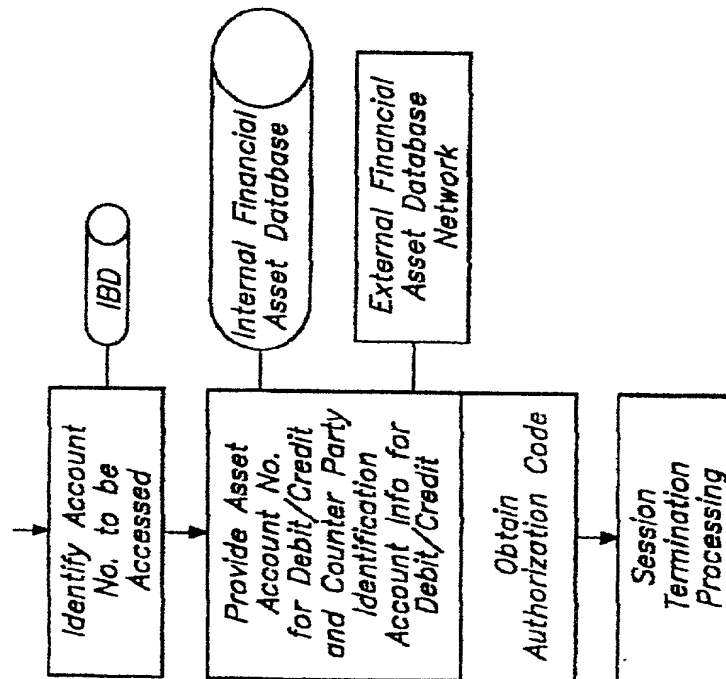 Identify Account
No. to be
Accessed
IBD
Provide Asset
Account No.
for Debit/Credit
and Counter Party
Identification
Account Info for
Debit/Credit
Internal Financial
Asset Database
External Financial
Asset Database
Network
Obtain
Authorization Code
Session
Termination
Processing